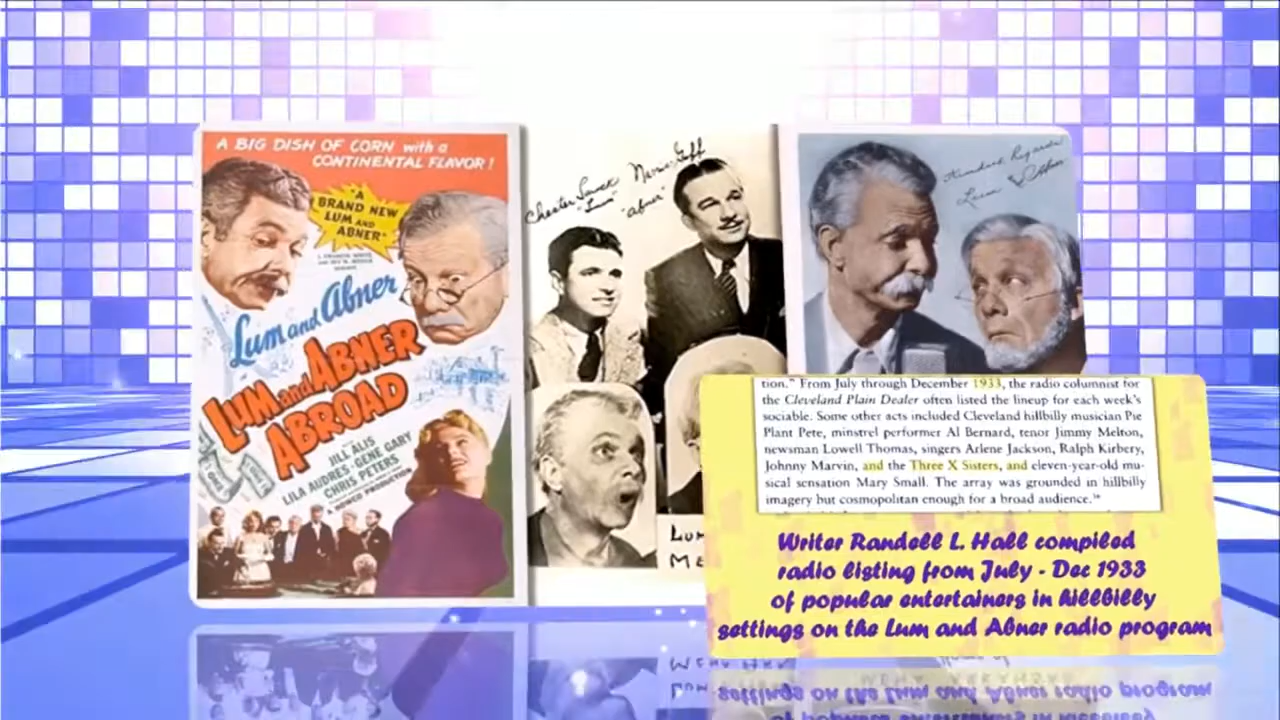 A BIG DISH OF CORN with a
CONTINENTAL FLAVOR!
"A
BRAND NEW
LUM AND
ABNER"
Lum and Abner
LUM and ABNER
ABROAD
JILL ALIS
LILA AUDRES · GENE GARY
CHRIS PETERS
A HOWCO PRODUCTION
Chester Lauck Norris Goff
"Lum" "Abner"
Lum
tion." From July through December 1933, the radio columnist for
the Cleveland Plain Dealer often listed the lineup for each week's
sociable. Some other acts included Cleveland hillbilly musician Pie
Plant Pete, minstrel performer Al Bernard, tenor Jimmy Melton,
newsman Lowell Thomas, singers Arlene Jackson, Ralph Kirbery,
Johnny Marvin, and the Three X Sisters, and eleven-year-old mu-
sical sensation Mary Small. The array was grounded in hillbilly
imagery but cosmopolitan enough for a broad audience."
LUM
ME
Writer Randell L. Hall compiled
radio listing from July - Dec 1933
of popular entertainers in hillbilly
settings on the Lum and Abner radio program